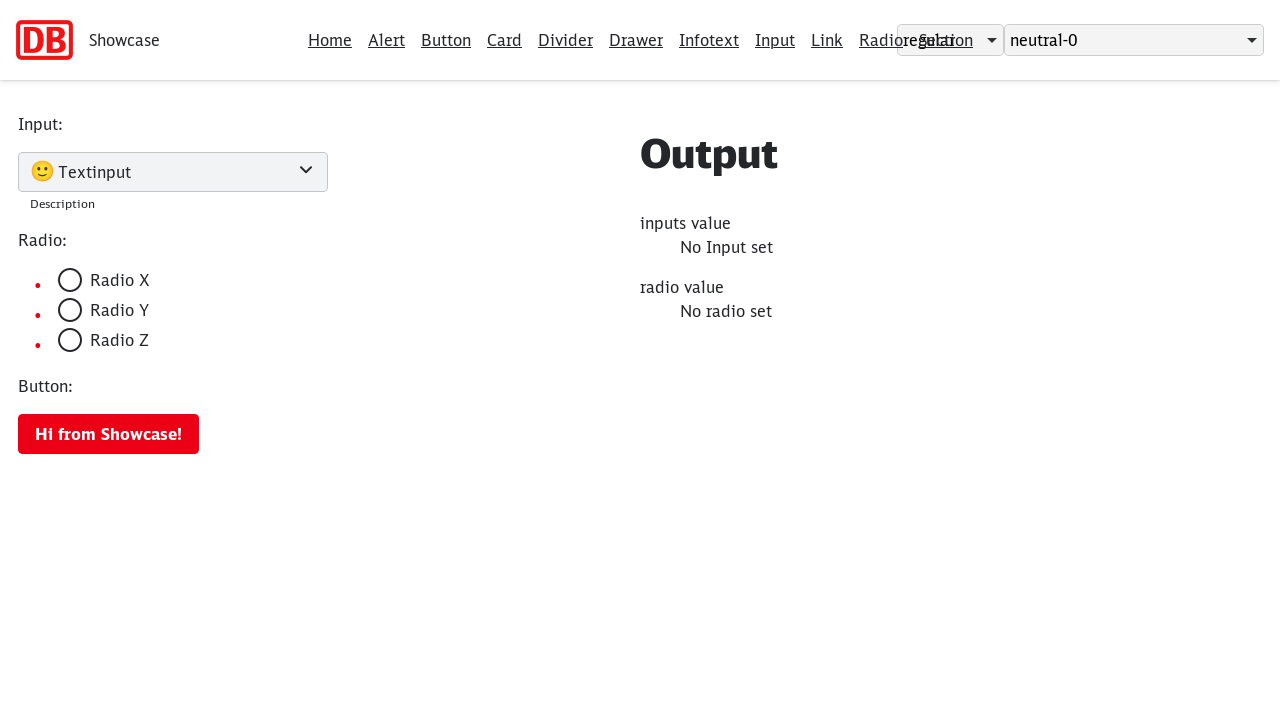 DB Showcase Home Alert Button Card Divider Drawer Infotext Input Link Radio Section regular neutral-0
Input:
🙂 Textinput
Description
Radio:
Radio X
Radio Y
Radio Z
Button:
Hi from Showcase!
Output
inputs value
No Input set
radio value
No radio set